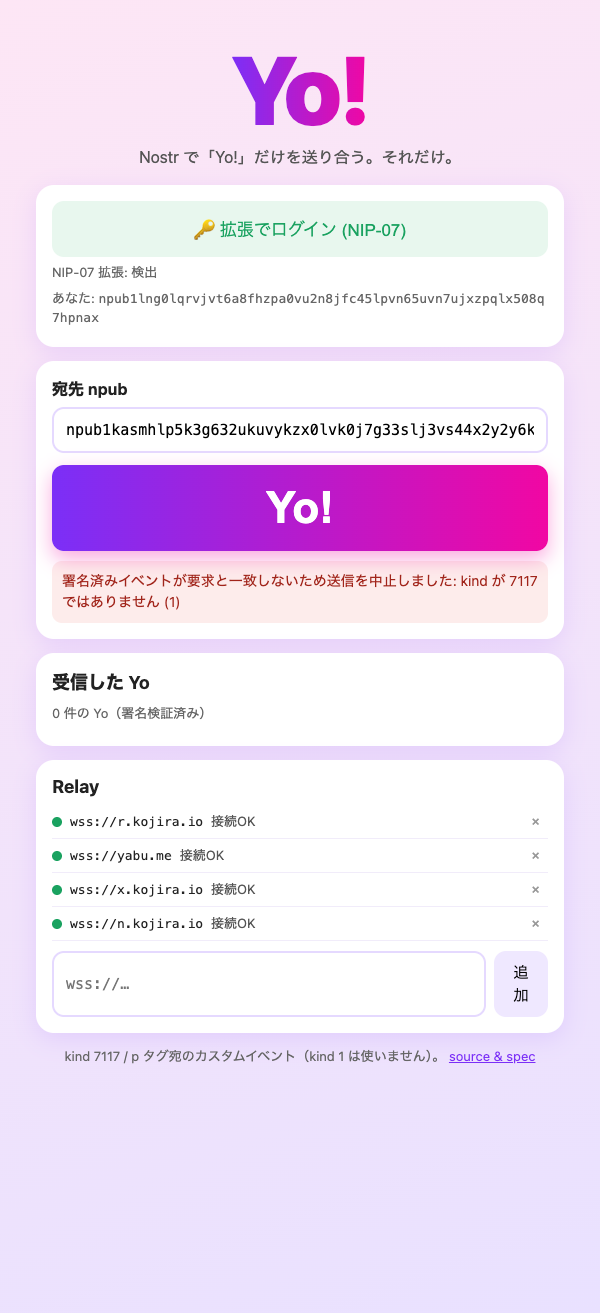 Yo!
Nostr で「Yo!」だけを送り合う。それだけ。
🔑 拡張でログイン (NIP-07)
NIP-07 拡張: 検出
あなた: npub1lng0lqrvjvt6a8fhzpa0vu2n8jfc45lpvn65uvn7ujxzpqlx508q
7hpnax
宛先 npub
npub1kasmhlp5k3g632ukuvykzx0lvk0j7g33slj3vs44x2y2y6k
Yo!
署名済みイベントが要求と一致しないため送信を中止しました: kind が 7117
ではありません (1)
受信した Yo
0 件の Yo（署名検証済み）
Relay
wss://r.kojira.io 接続OK ×
wss://yabu.me 接続OK ×
wss://x.kojira.io 接続OK ×
wss://n.kojira.io 接続OK ×
wss://…
追
加
kind 7117 / p タグ宛のカスタムイベント（kind 1 は使いません）。 source & spec